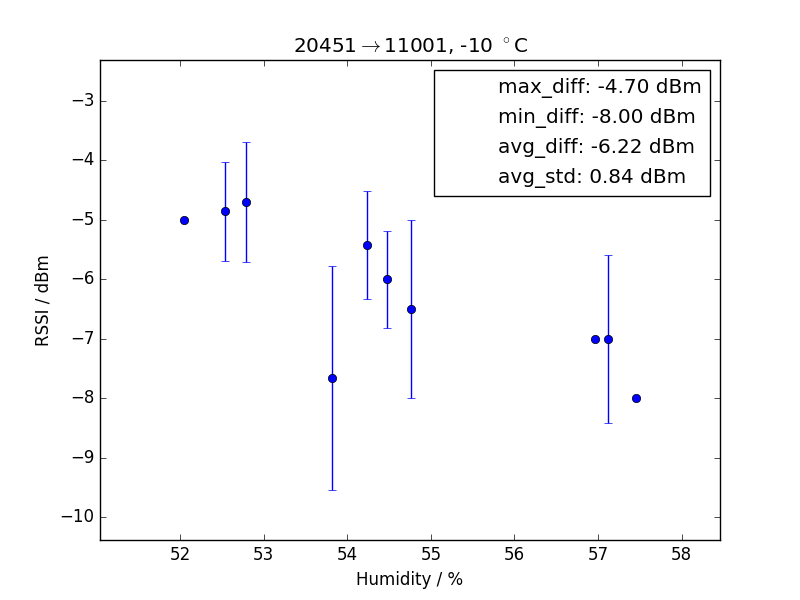 20451→11001, -10 °C
max_diff: -4.70 dBm
min_diff: -8.00 dBm
avg_diff: -6.22 dBm
avg_std: 0.84 dBm
RSSI / dBm
−3
−4
−5
−6
−7
−8
−9
−10
52 53 54 55 56 57 58
Humidity / %